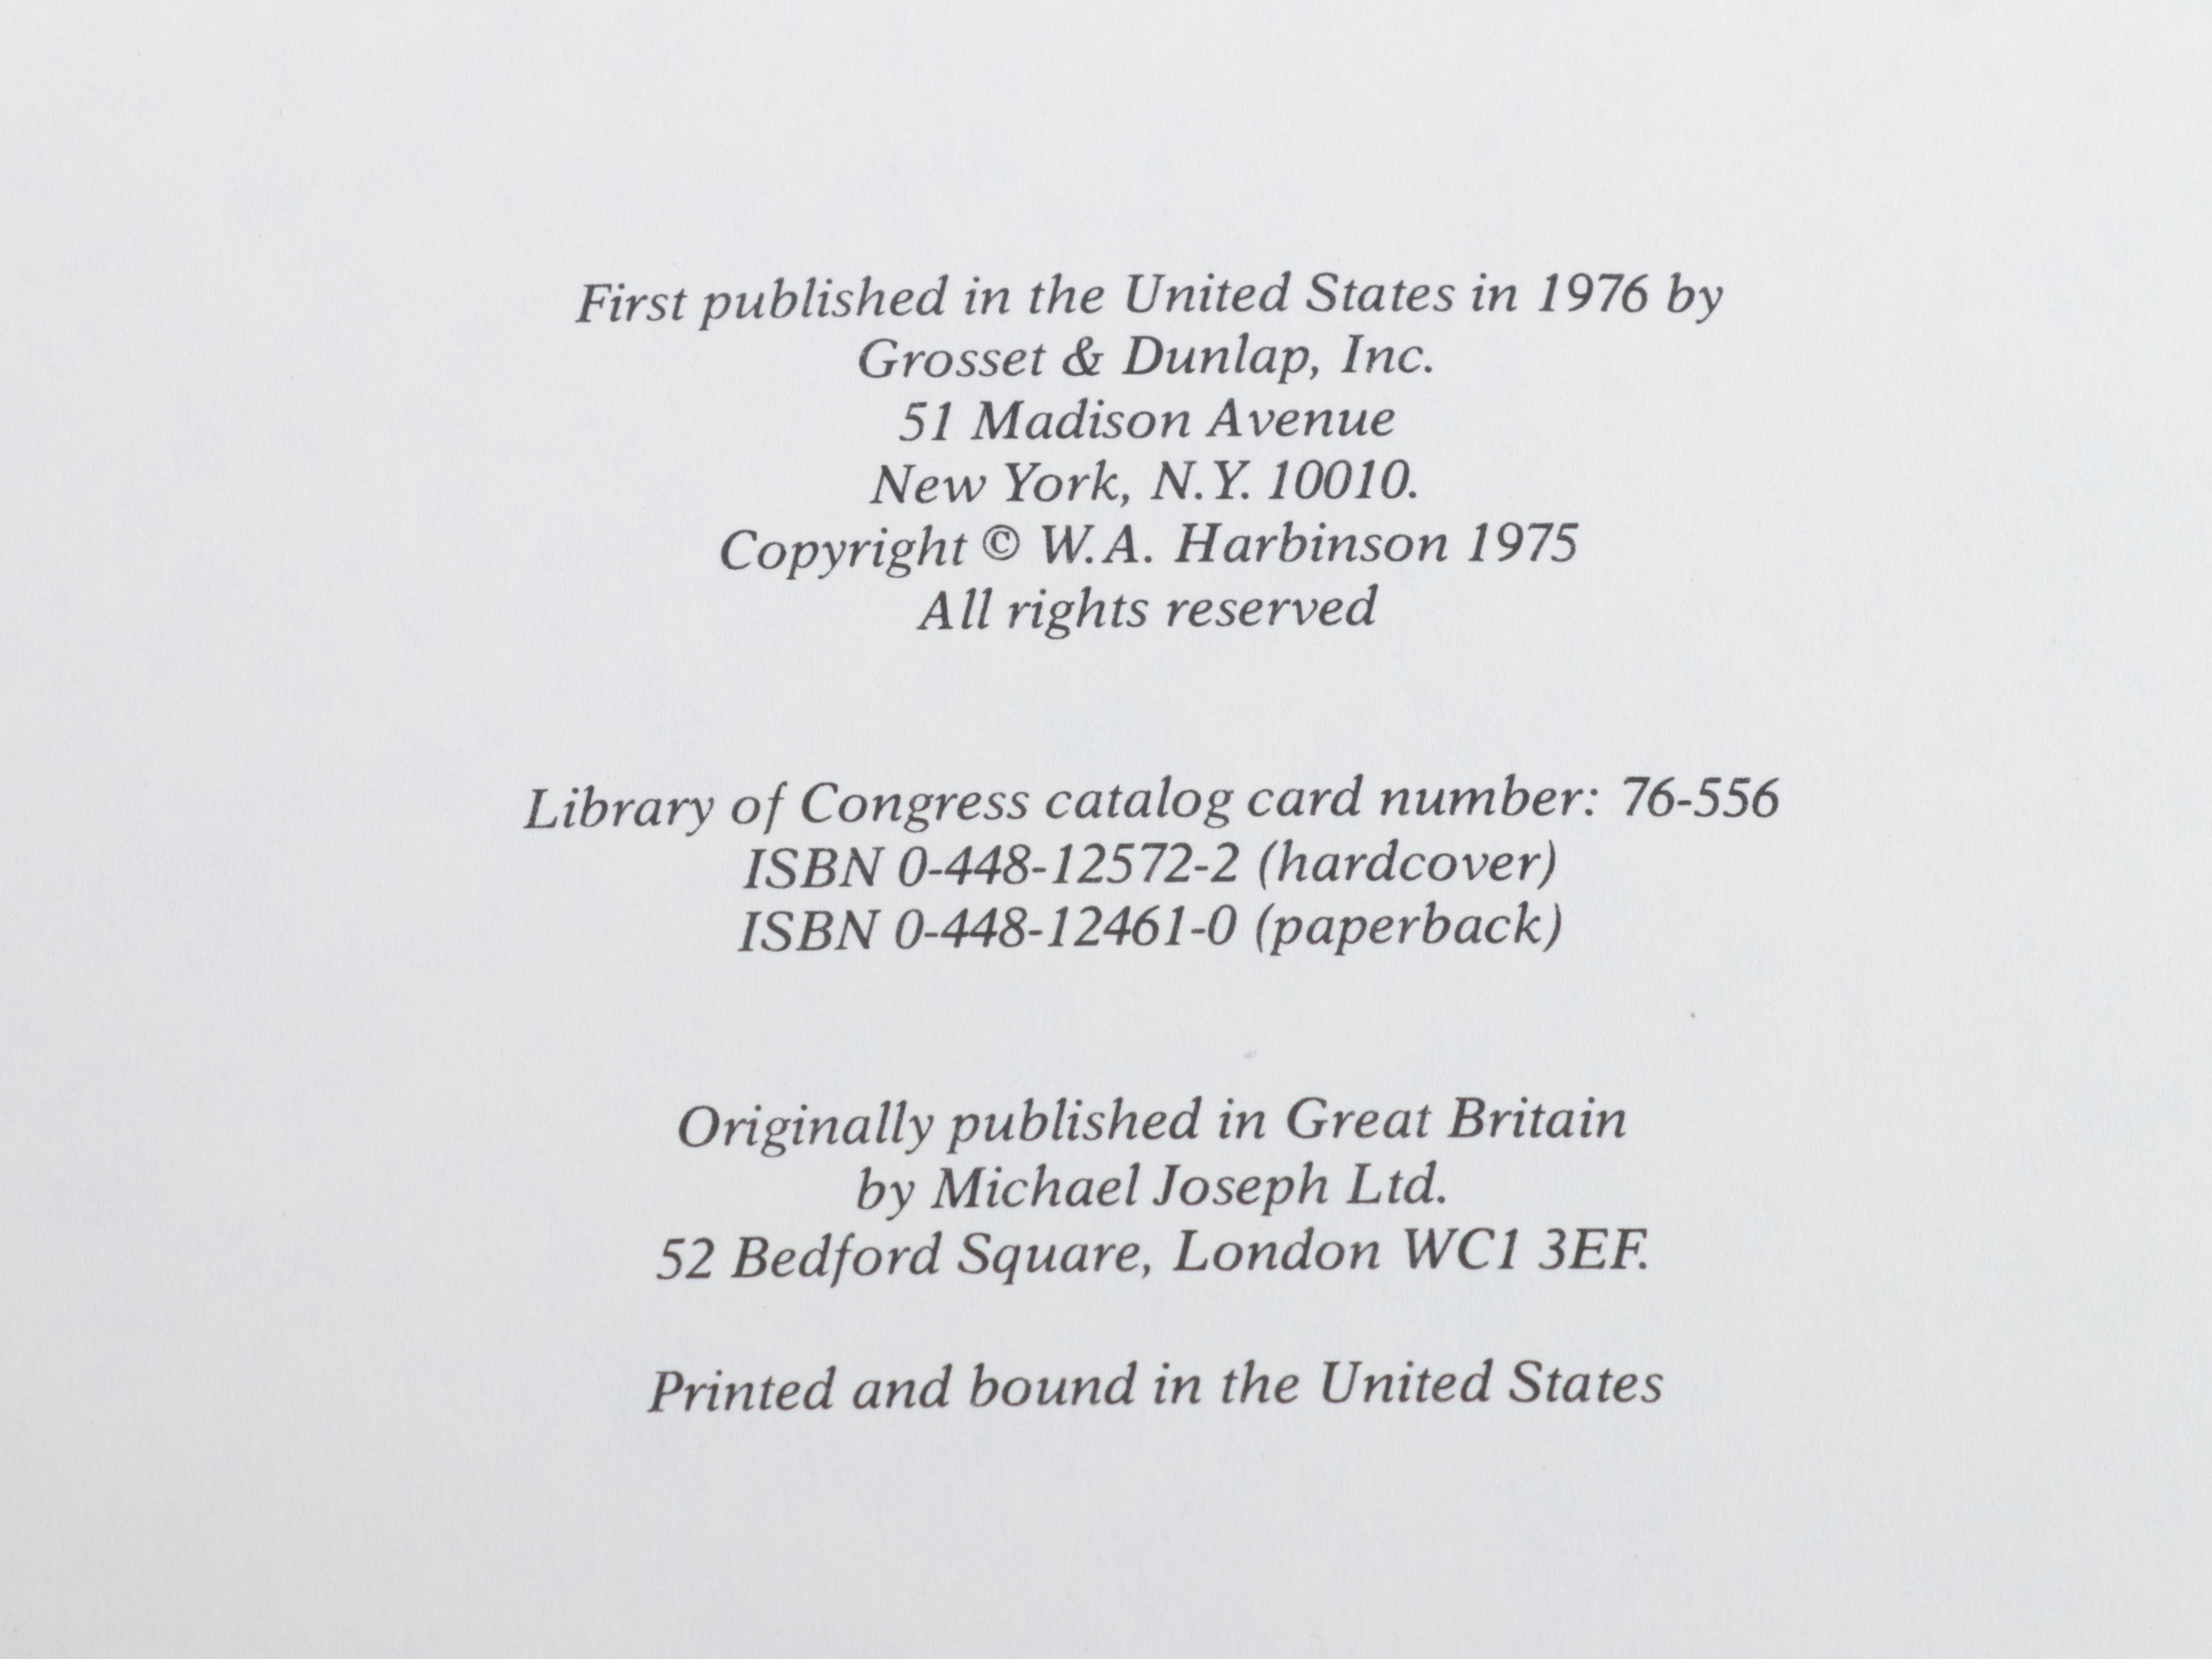 First published in the United States in 1976 by
Grosset & Dunlap, Inc.
51 Madison Avenue
New York, N.Y. 10010.
Copyright © W.A. Harbinson 1975
All rights reserved
Library of Congress catalog card number: 76-556
ISBN 0-448-12572-2 (hardcover)
ISBN 0-448-12461-0 (paperback)
Originally published in Great Britain
by Michael Joseph Ltd.
52 Bedford Square, London WC1 3EF.
Printed and bound in the United States